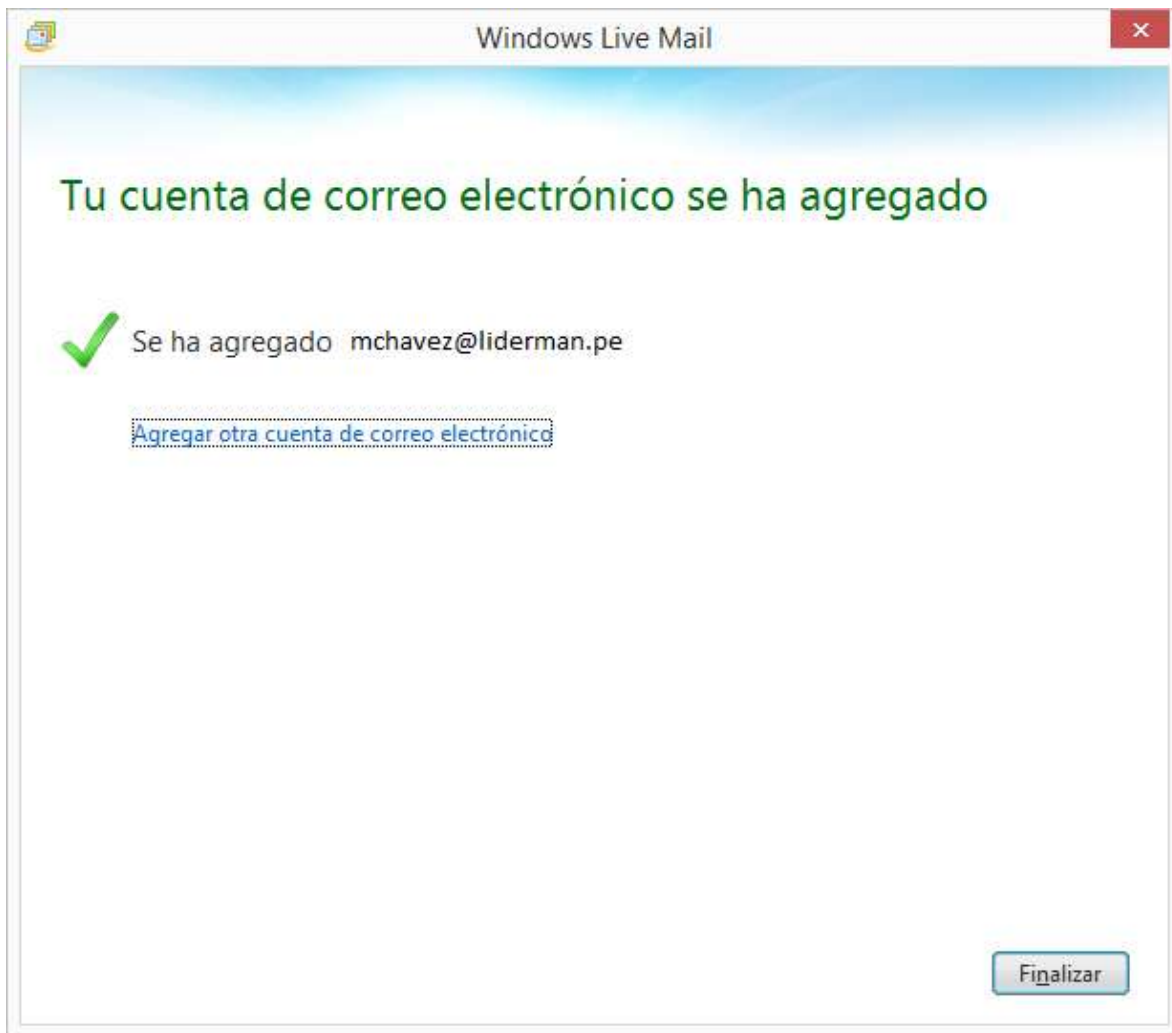 Windows Live Mail
Tu cuenta de correo electrónico se ha agregado
Se ha agregado mchavez@liderman.pe
Agregar otra cuenta de correo electrónico
Finalizar